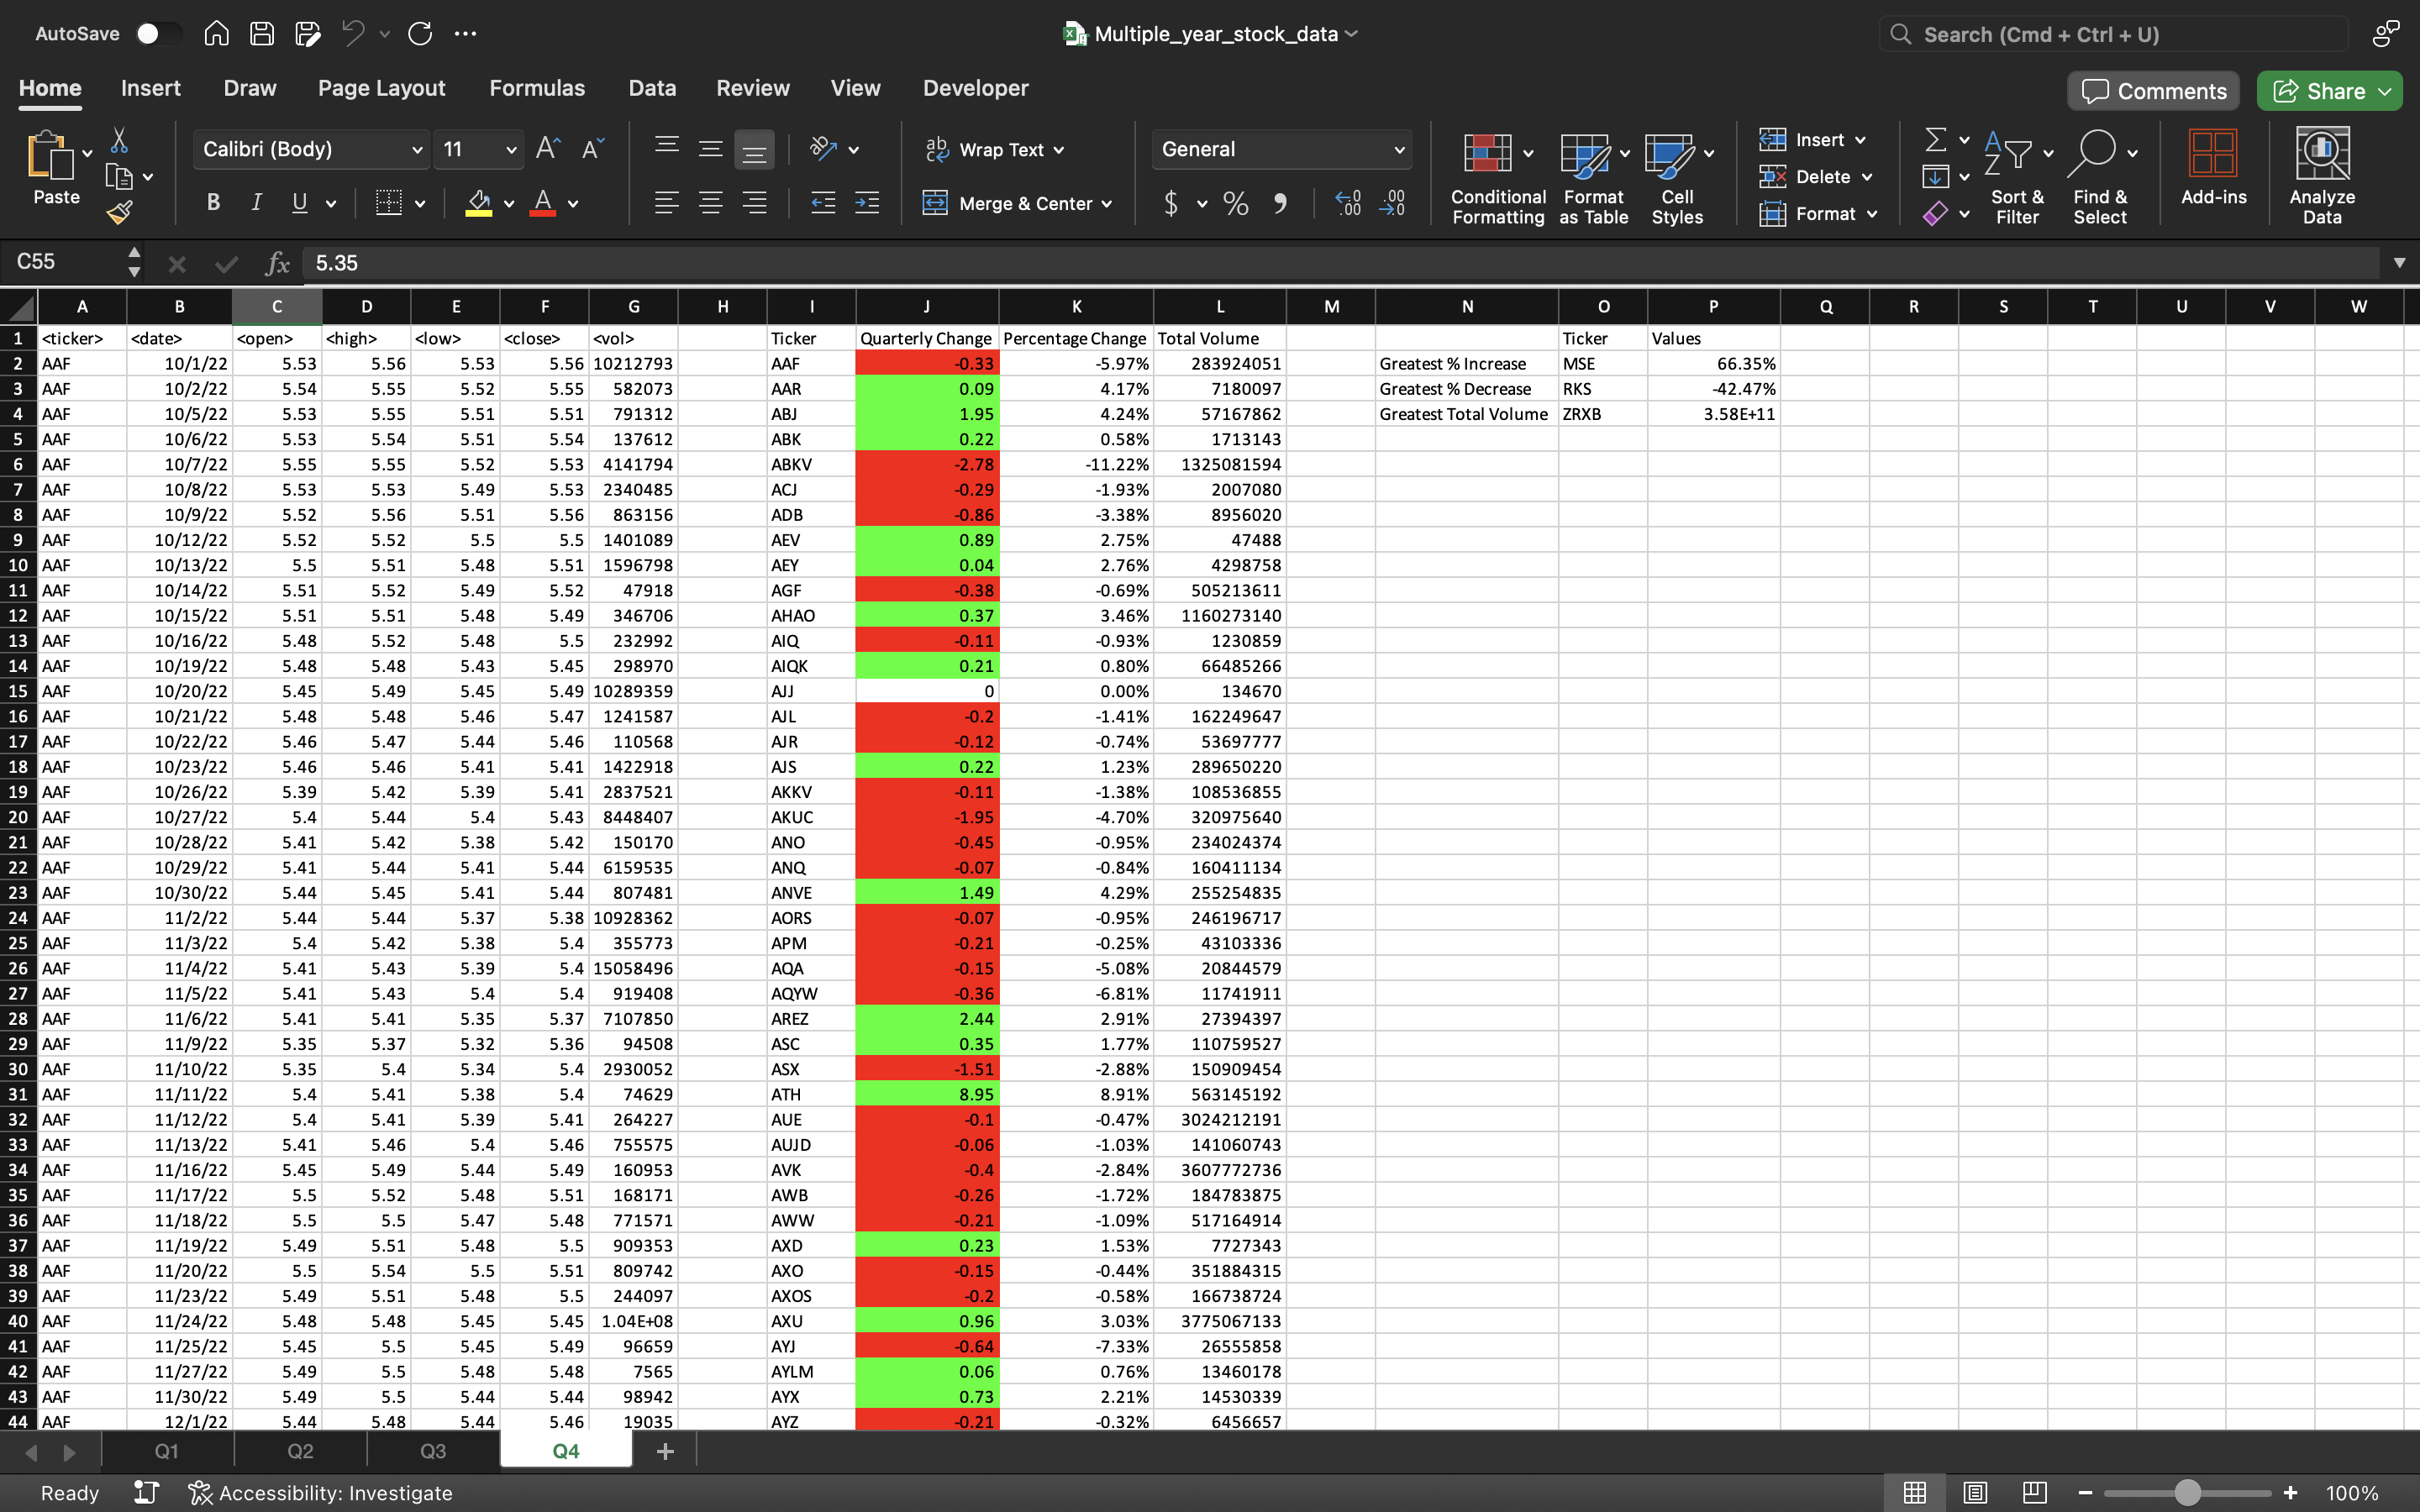 AutoSave Multiple_year_stock_data Search (Cmd + Ctrl + U)
Home Insert Draw Page Layout Formulas Data Review View Developer Comments Share
Paste Calibri (Body) 11 A A Wrap Text General Conditional Formatting Format as Table Cell Styles Insert Delete Format Sort & Filter Find & Select Add-ins Analyze Data
B I U A Merge & Center $ % 9 .00 .00
C55 fx 5.35
A B C D E F G H I J K L M N O P Q R S T U V W
1 <ticker> <date> <open> <high> <low> <close> <vol> Ticker Quarterly Change Percentage Change Total Volume Ticker Values
2 AAF 10/1/22 5.53 5.56 5.53 5.56 10212793 AAF -0.33 -5.97% 283924051 Greatest % Increase MSE 66.35%
3 AAF 10/2/22 5.54 5.55 5.52 5.55 582073 AAR 0.09 4.17% 7180097 Greatest % Decrease RKS -42.47%
4 AAF 10/5/22 5.53 5.55 5.51 5.51 791312 ABJ 1.95 4.24% 57167862 Greatest Total Volume ZRXB 3.58E+11
5 AAF 10/6/22 5.53 5.54 5.51 5.54 137612 ABK 0.22 0.58% 1713143
6 AAF 10/7/22 5.55 5.55 5.52 5.53 4141794 ABKV -2.78 -11.22% 1325081594
7 AAF 10/8/22 5.53 5.53 5.49 5.53 2340485 ACJ -0.29 -1.93% 2007080
8 AAF 10/9/22 5.52 5.56 5.51 5.56 863156 ADB -0.86 -3.38% 8956020
9 AAF 10/12/22 5.52 5.52 5.5 5.5 1401089 AEV 0.89 2.75% 47488
10 AAF 10/13/22 5.5 5.51 5.48 5.51 1596798 AEY 0.04 2.76% 4298758
11 AAF 10/14/22 5.51 5.52 5.49 5.52 47918 AGF -0.38 -0.69% 505213611
12 AAF 10/15/22 5.51 5.51 5.48 5.49 346706 AHAO 0.37 3.46% 1160273140
13 AAF 10/16/22 5.48 5.52 5.48 5.5 232992 AIQ -0.11 -0.93% 1230859
14 AAF 10/19/22 5.48 5.48 5.43 5.45 298970 AIQK 0.21 0.80% 66485266
15 AAF 10/20/22 5.45 5.49 5.45 5.49 10289359 AJJ 0 0.00% 134670
16 AAF 10/21/22 5.48 5.48 5.46 5.47 1241587 AJL -0.2 -1.41% 162249647
17 AAF 10/22/22 5.46 5.47 5.44 5.46 110568 AJR -0.12 -0.74% 53697777
18 AAF 10/23/22 5.46 5.46 5.41 5.41 1422918 AJS 0.22 1.23% 289650220
19 AAF 10/26/22 5.39 5.42 5.39 5.41 2837521 AKKV -0.11 -1.38% 108536855
20 AAF 10/27/22 5.4 5.44 5.4 5.43 8448407 AKUC -1.95 -4.70% 320975640
21 AAF 10/28/22 5.41 5.42 5.38 5.42 150170 ANO -0.45 -0.95% 234024374
22 AAF 10/29/22 5.41 5.44 5.41 5.44 6159535 ANQ -0.07 -0.84% 160411134
23 AAF 10/30/22 5.44 5.45 5.41 5.44 807481 ANVE 1.49 4.29% 255254835
24 AAF 11/2/22 5.44 5.44 5.37 5.38 10928362 AORS -0.07 -0.95% 246196717
25 AAF 11/3/22 5.4 5.42 5.38 5.4 355773 APM -0.21 -0.25% 43103336
26 AAF 11/4/22 5.41 5.43 5.39 5.4 15058496 AQA -0.15 -5.08% 20844579
27 AAF 11/5/22 5.41 5.43 5.4 5.4 919408 AQYW -0.36 -6.81% 11741911
28 AAF 11/6/22 5.41 5.41 5.35 5.37 7107850 AREZ 2.44 2.91% 27394397
29 AAF 11/9/22 5.35 5.37 5.32 5.36 94508 ASC 0.35 1.77% 110759527
30 AAF 11/10/22 5.35 5.4 5.34 5.4 2930052 ASX -1.51 -2.88% 150909454
31 AAF 11/11/22 5.4 5.41 5.38 5.4 74629 ATH 8.95 8.91% 563145192
32 AAF 11/12/22 5.4 5.41 5.39 5.41 264227 AUE -0.1 -0.47% 3024212191
33 AAF 11/13/22 5.41 5.46 5.4 5.46 755575 AUJD -0.06 -1.03% 141060743
34 AAF 11/16/22 5.45 5.49 5.44 5.49 160953 AVK -0.4 -2.84% 3607772736
35 AAF 11/17/22 5.5 5.52 5.48 5.51 168171 AWB -0.26 -1.72% 184783875
36 AAF 11/18/22 5.5 5.5 5.47 5.48 771571 AWW -0.21 -1.09% 517164914
37 AAF 11/19/22 5.49 5.51 5.48 5.5 909353 AXD 0.23 1.53% 7727343
38 AAF 11/20/22 5.5 5.54 5.5 5.51 809742 AXO -0.15 -0.44% 351884315
39 AAF 11/23/22 5.49 5.51 5.48 5.5 244097 AXOS -0.2 -0.58% 166738724
40 AAF 11/24/22 5.48 5.48 5.45 5.45 1.04E+08 AXU 0.96 3.03% 3775067133
41 AAF 11/25/22 5.45 5.5 5.45 5.49 96659 AYJ -0.64 -7.33% 26555858
42 AAF 11/27/22 5.49 5.5 5.48 5.48 7565 AYLM 0.06 0.76% 13460178
43 AAF 11/30/22 5.49 5.5 5.44 5.44 98942 AYX 0.73 2.21% 14530339
44 AAF 12/1/22 5.44 5.48 5.44 5.46 19035 AYZ -0.21 -0.32% 6456657
Q1 Q2 Q3 Q4 +
Ready Accessibility: Investigate 100%